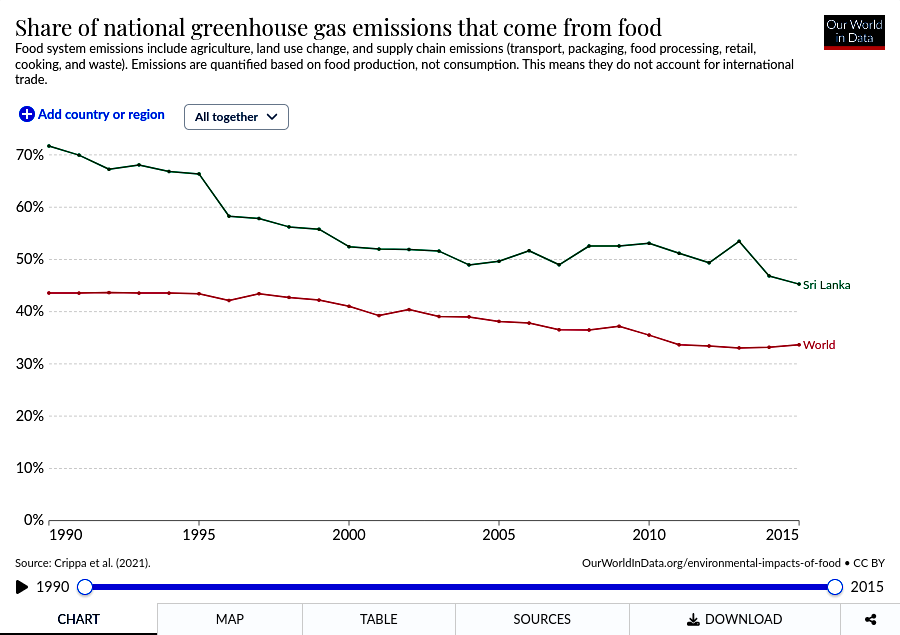 Share of national greenhouse gas emissions that come from food
Our World
in Data
Food system emissions include agriculture, land use change, and supply chain emissions (transport, packaging, food processing, retail,
cooking, and waste). Emissions are quantified based on food production, not consumption. This means they do not account for international
trade.
Add country or region
All together
70%
60%
50%
40%
30%
20%
10%
0%
Sri Lanka
World
1990 1995 2000 2005 2010 2015
Source: Crippa et al. (2021).
OurWorldInData.org/environmental-impacts-of-food • CC BY
1990 2015
CHART MAP TABLE SOURCES DOWNLOAD